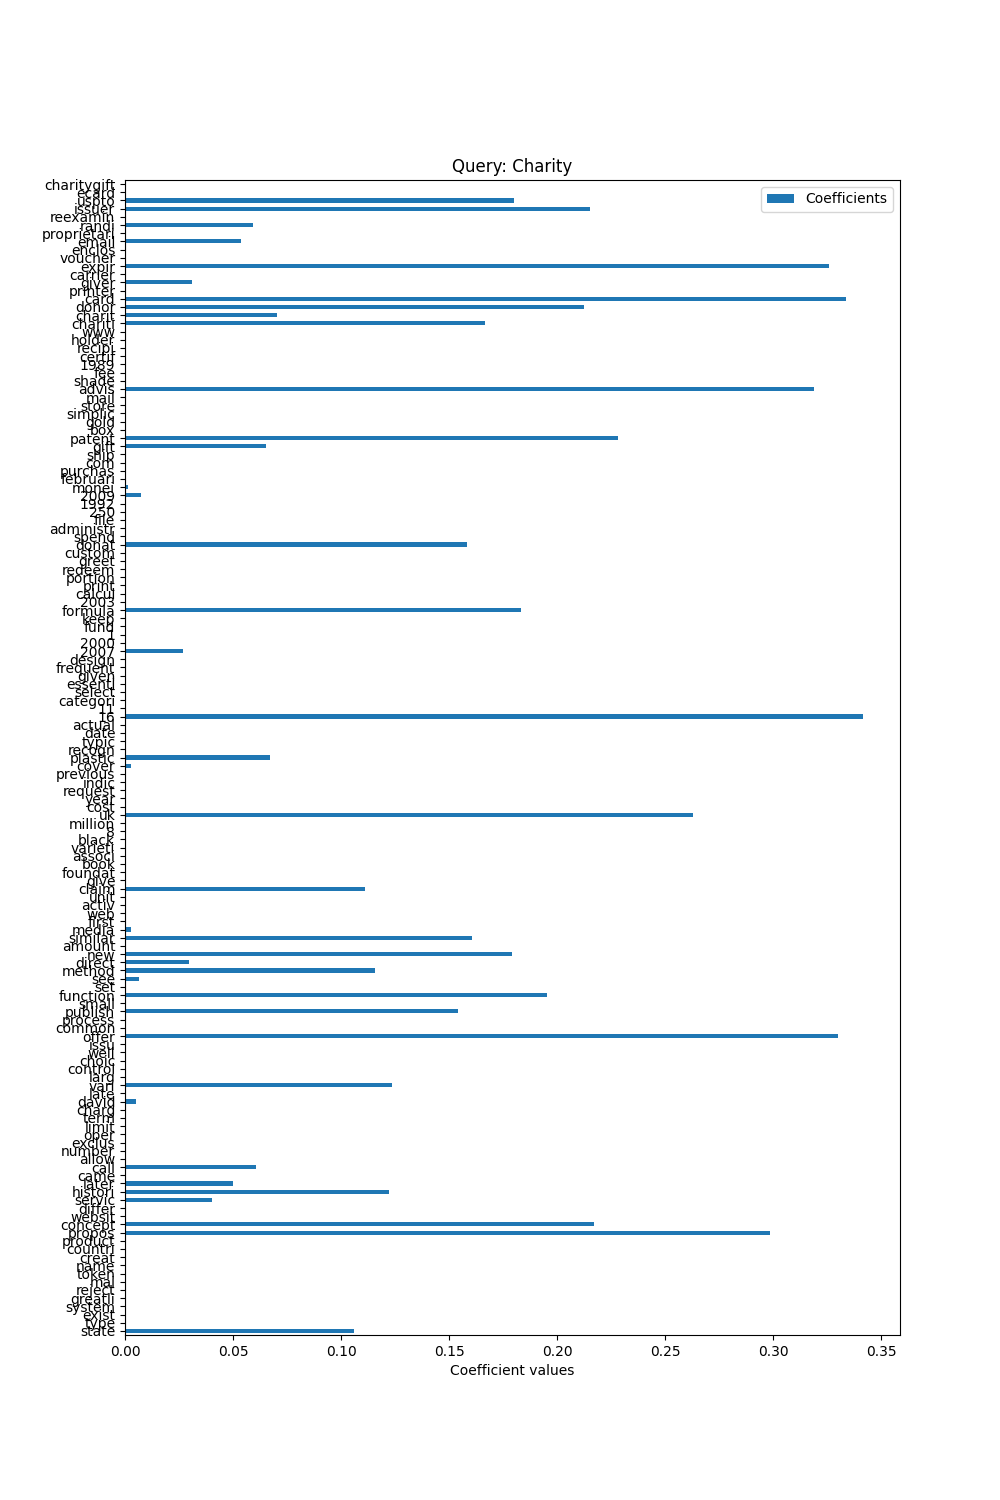 Query: Charity
Coefficients
charitygift
ecard
uspto
issuer
reexamin
randi
proprietari
email
enclos
voucher
expir
carrier
giver
printer
card
donor
charit
chariti
www
holder
recipi
certif
1989
fee
shade
advis
mail
store
simplic
gold
box
patent
gift
ship
com
purchas
februari
monei
2009
1992
250
file
administr
spend
donat
custom
greet
redeem
portion
print
calcul
2003
formula
keep
fund
1
2000
2007
design
frequent
given
essenti
select
categori
11
16
actual
date
typic
recogn
plastic
cover
previous
indic
request
year
cost
uk
million
8
black
varieti
associ
book
foundat
give
claim
unit
activ
web
first
media
similar
amount
new
direct
method
see
set
function
small
publish
process
common
offer
issu
well
choic
control
larg
vari
late
david
charg
term
limit
oper
exclus
number
allow
call
came
later
histori
servic
differ
websit
concept
propos
product
countri
creat
name
token
mai
reject
greatli
system
exist
type
state
0.00 0.05 0.10 0.15 0.20 0.25 0.30 0.35
Coefficient values